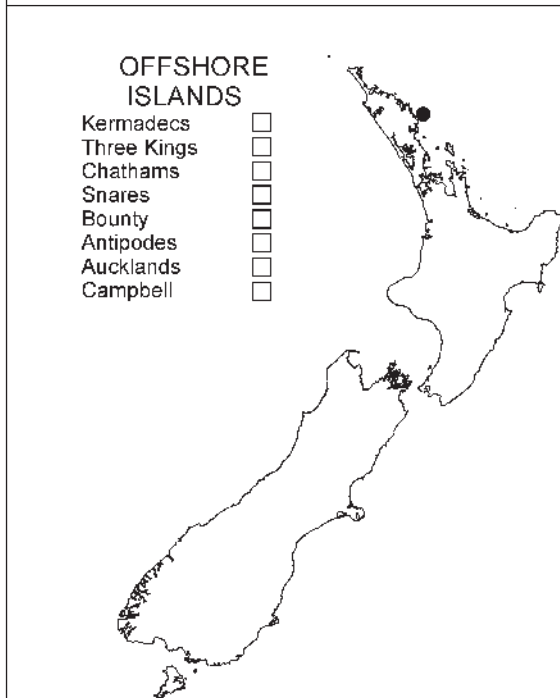 OFFSHORE
ISLANDS
Kermadecs
Three Kings
Chathams
Snares
Bounty
Antipodes
Aucklands
Campbell